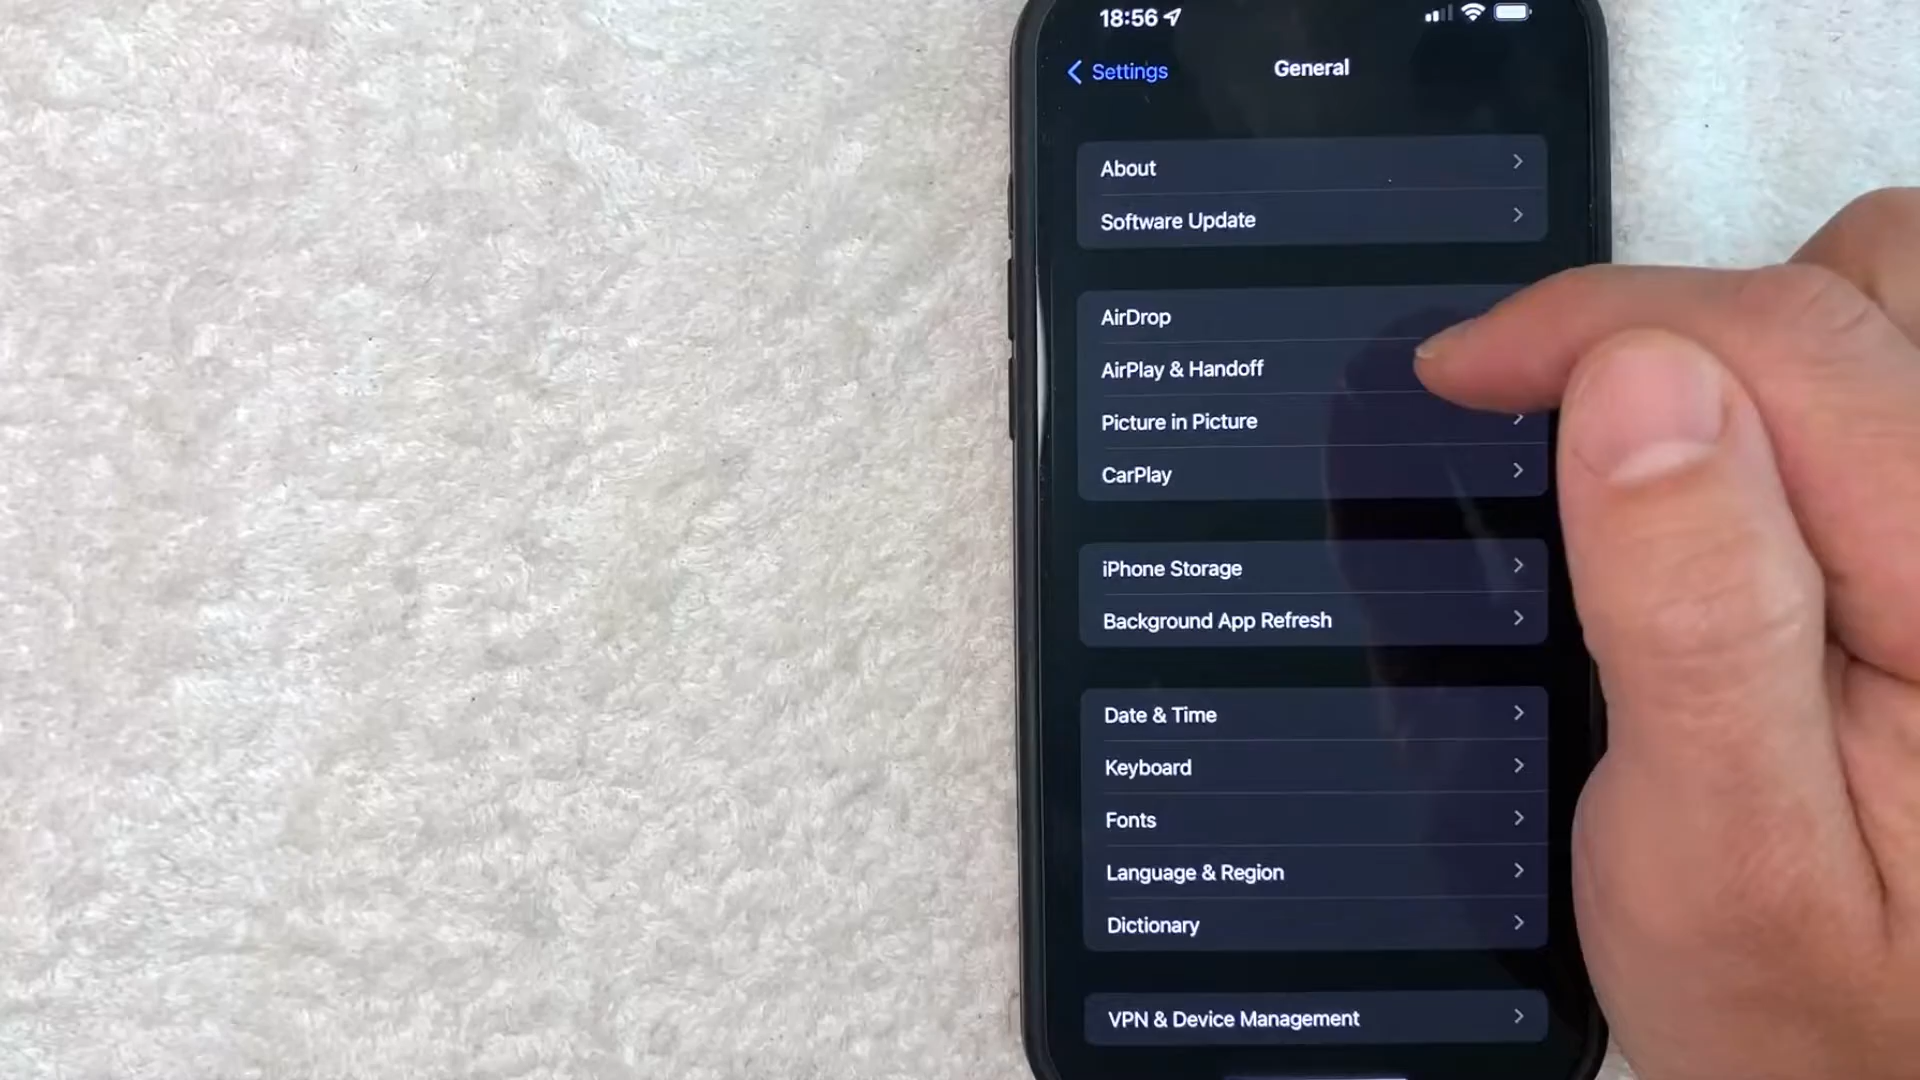 18:56
Settings
General
About
Software Update
AirDrop
AirPlay & Handoff
Picture in Picture
CarPlay
iPhone Storage
Background App Refresh
Date & Time
Keyboard
Fonts
Language & Region
Dictionary
VPN & Device Management